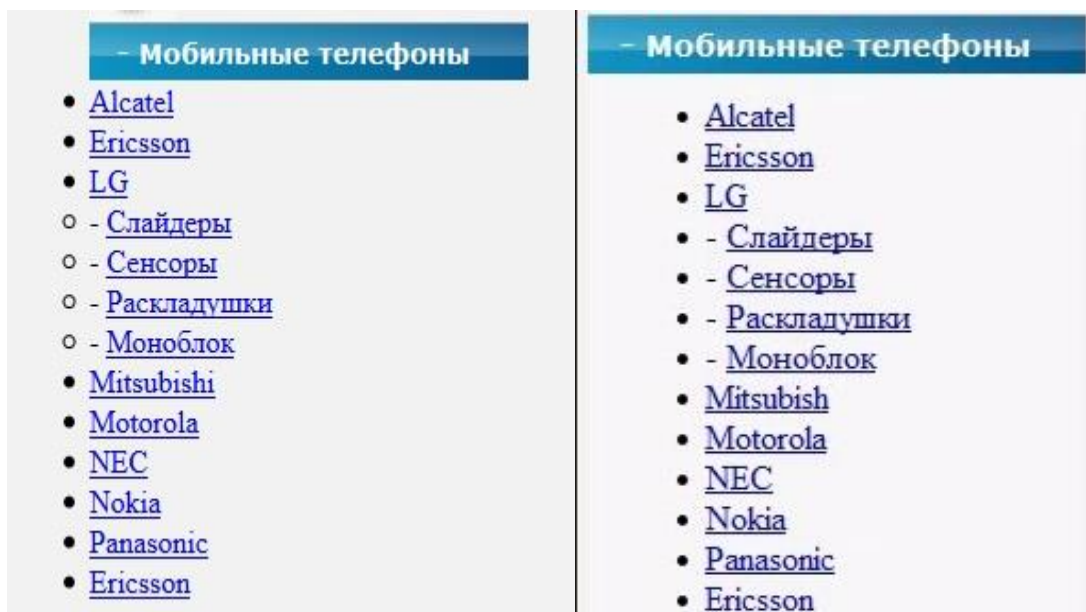 - Мобильные телефоны
• Alcatel
• Ericsson
• LG
○ - Слайдеры
○ - Сенсоры
○ - Раскладушки
○ - Моноблок
• Mitsubishi
• Motorola
• NEC
• Nokia
• Panasonic
• Ericsson
- Мобильные телефоны
• Alcatel
• Ericsson
• LG
• - Слайдеры
• - Сенсоры
• - Раскладушки
• - Моноблок
• Mitsubish
• Motorola
• NEC
• Nokia
• Panasonic
• Ericsson